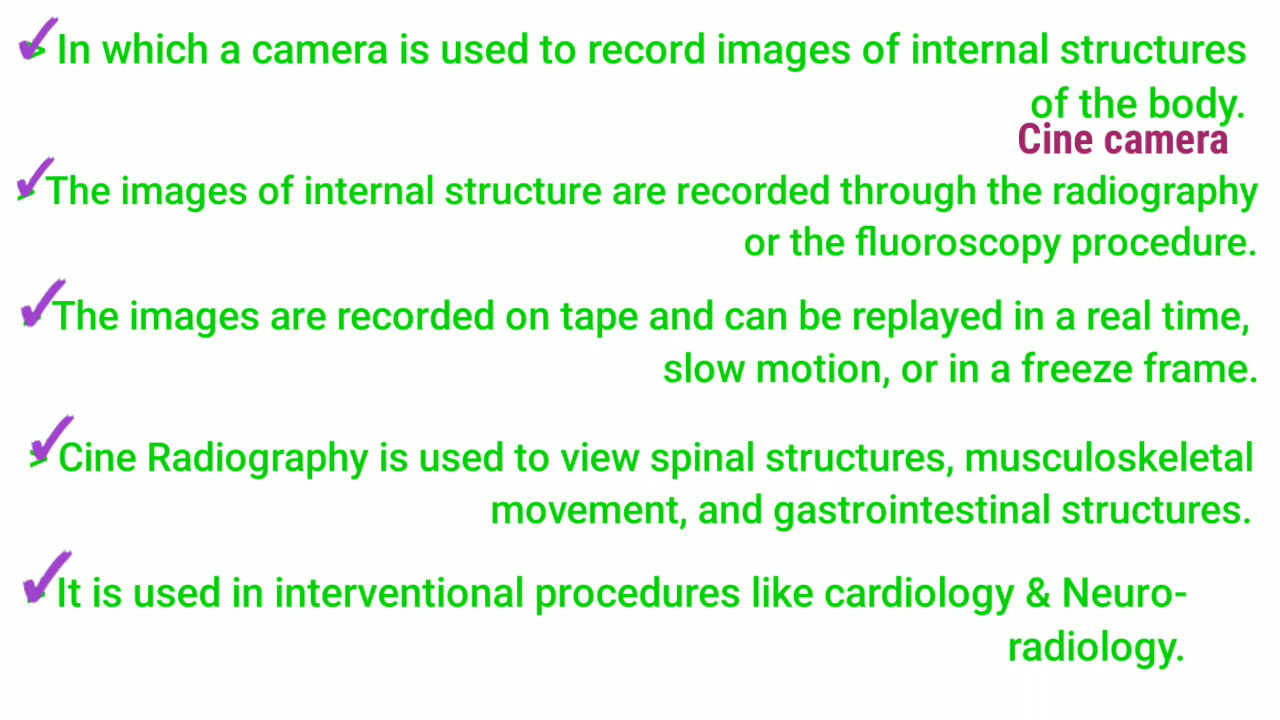 > In which a camera is used to record images of internal structures
of the body.
Cine camera
> The images of internal structure are recorded through the radiography
or the fluoroscopy procedure.
The images are recorded on tape and can be replayed in a real time,
slow motion, or in a freeze frame.
> Cine Radiography is used to view spinal structures, musculoskeletal
movement, and gastrointestinal structures.
It is used in interventional procedures like cardiology & Neuro-
radiology.